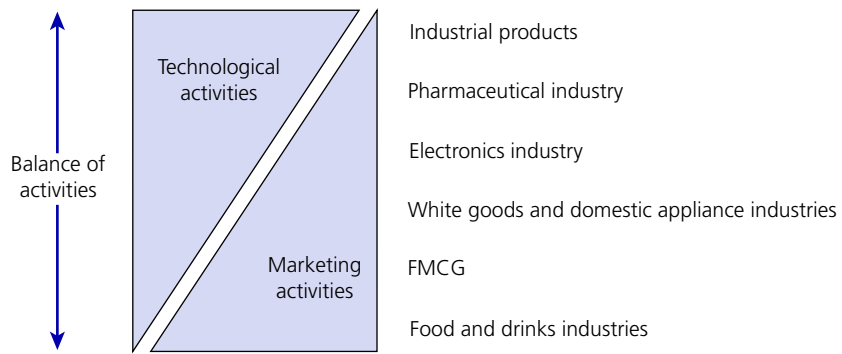 Technological
activities
Balance of
activities
Marketing
activities
Industrial products
Pharmaceutical industry
Electronics industry
White goods and domestic appliance industries
FMCG
Food and drinks industries